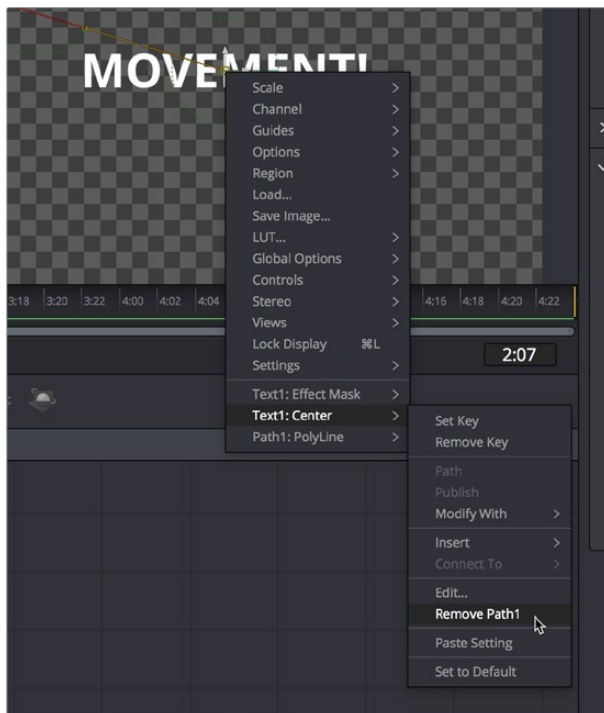 MOVEMENT!
Scale
Channel
Guides
Options
Region
Load...
Save Image...
LUT...
Global Options
Controls
Stereo
Views
Lock Display ⌘L
Settings
Text1: Effect Mask
Text1: Center
Path1: PolyLine
3:18 3:20 3:22 4:00 4:02 4:04 4:16 4:18 4:20 4:22
2:07
Set Key
Remove Key
Path
Publish
Modify With
Insert
Connect To
Edit...
Remove Path1
Paste Setting
Set to Default